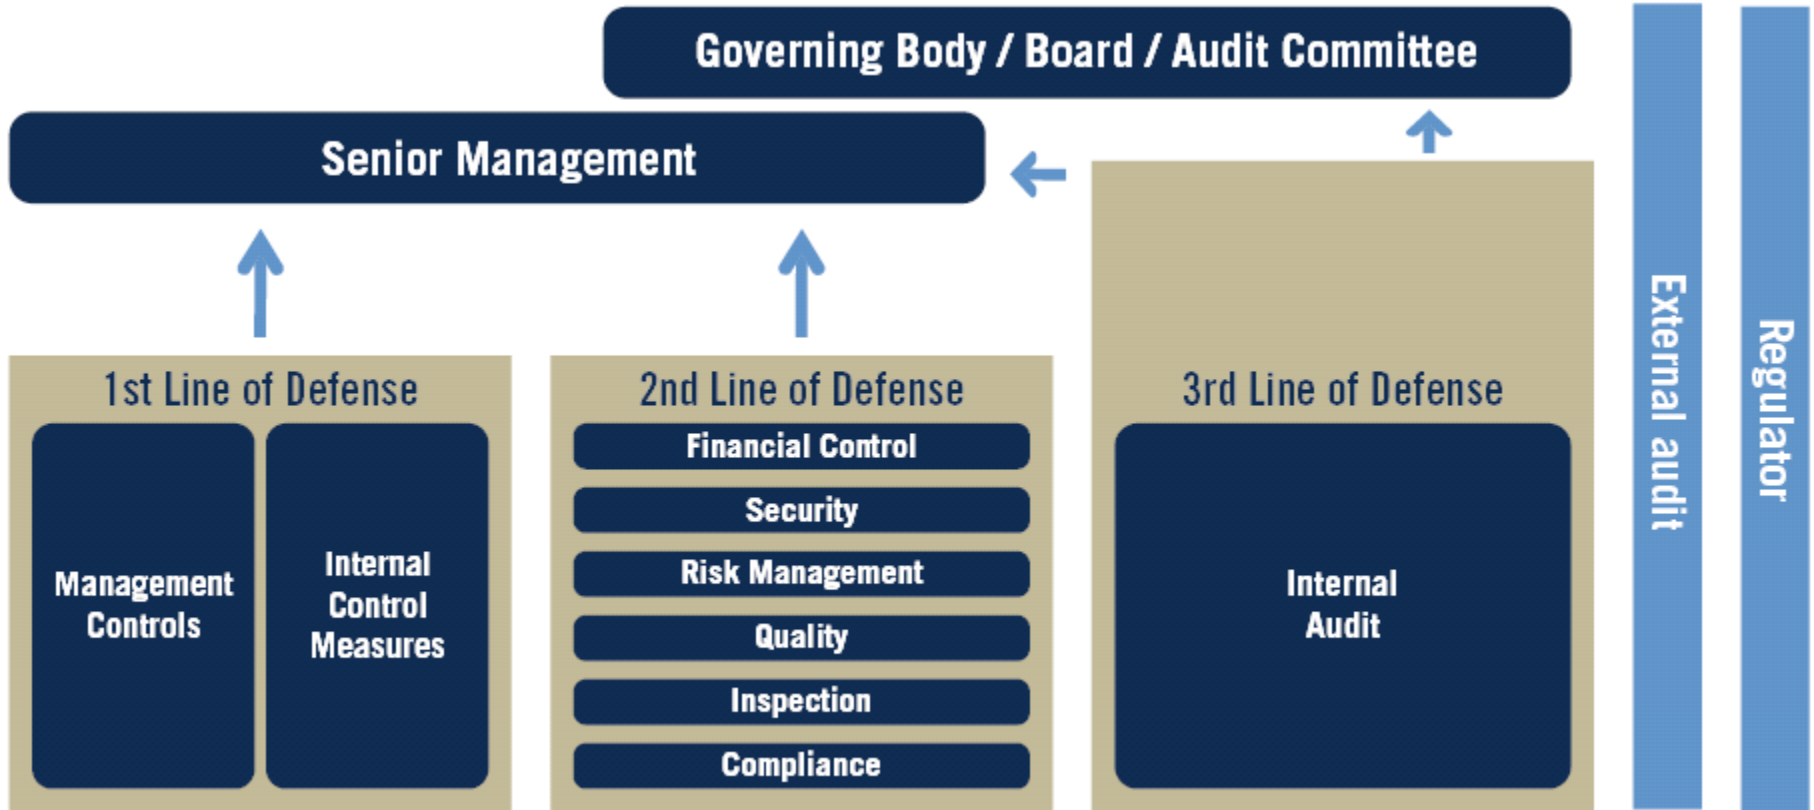 Governing Body / Board / Audit Committee
Senior Management
1st Line of Defense
Management
Controls
Internal
Control
Measures
2nd Line of Defense
Financial Control
Security
Risk Management
Quality
Inspection
Compliance
3rd Line of Defense
Internal
Audit
External audit
Regulator